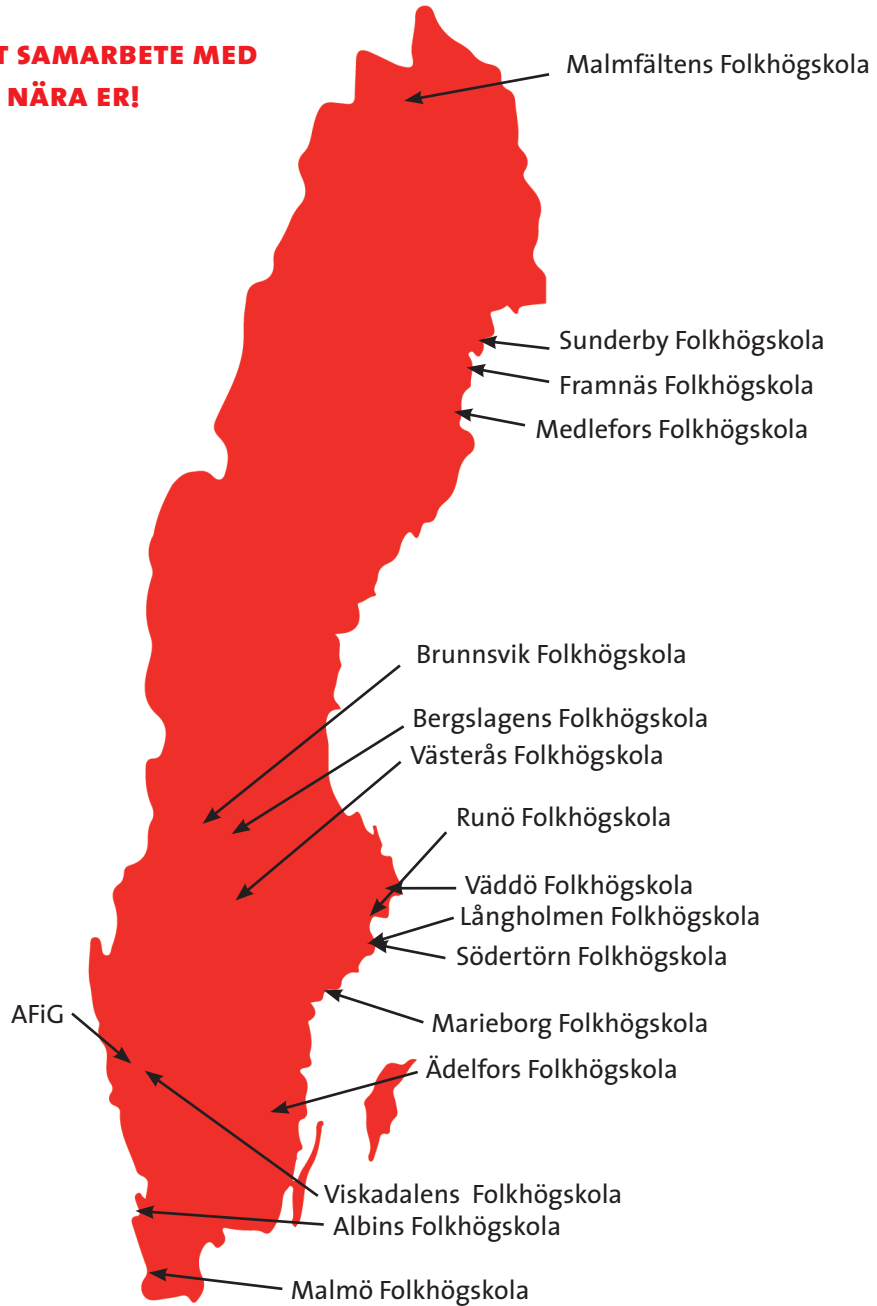 T SAMARBETE MED
NÄRA ER!
Malmfältens Folkhögskola
Sunderby Folkhögskola
Framnäs Folkhögskola
Medlefors Folkhögskola
Brunnsvik Folkhögskola
Bergslagens Folkhögskola
Västerås Folkhögskola
Runö Folkhögskola
Väddö Folkhögskola
Långholmen Folkhögskola
Södertörn Folkhögskola
AFiG
Marieborg Folkhögskola
Ädelfors Folkhögskola
Viskadalens Folkhögskola
Albins Folkhögskola
Malmö Folkhögskola